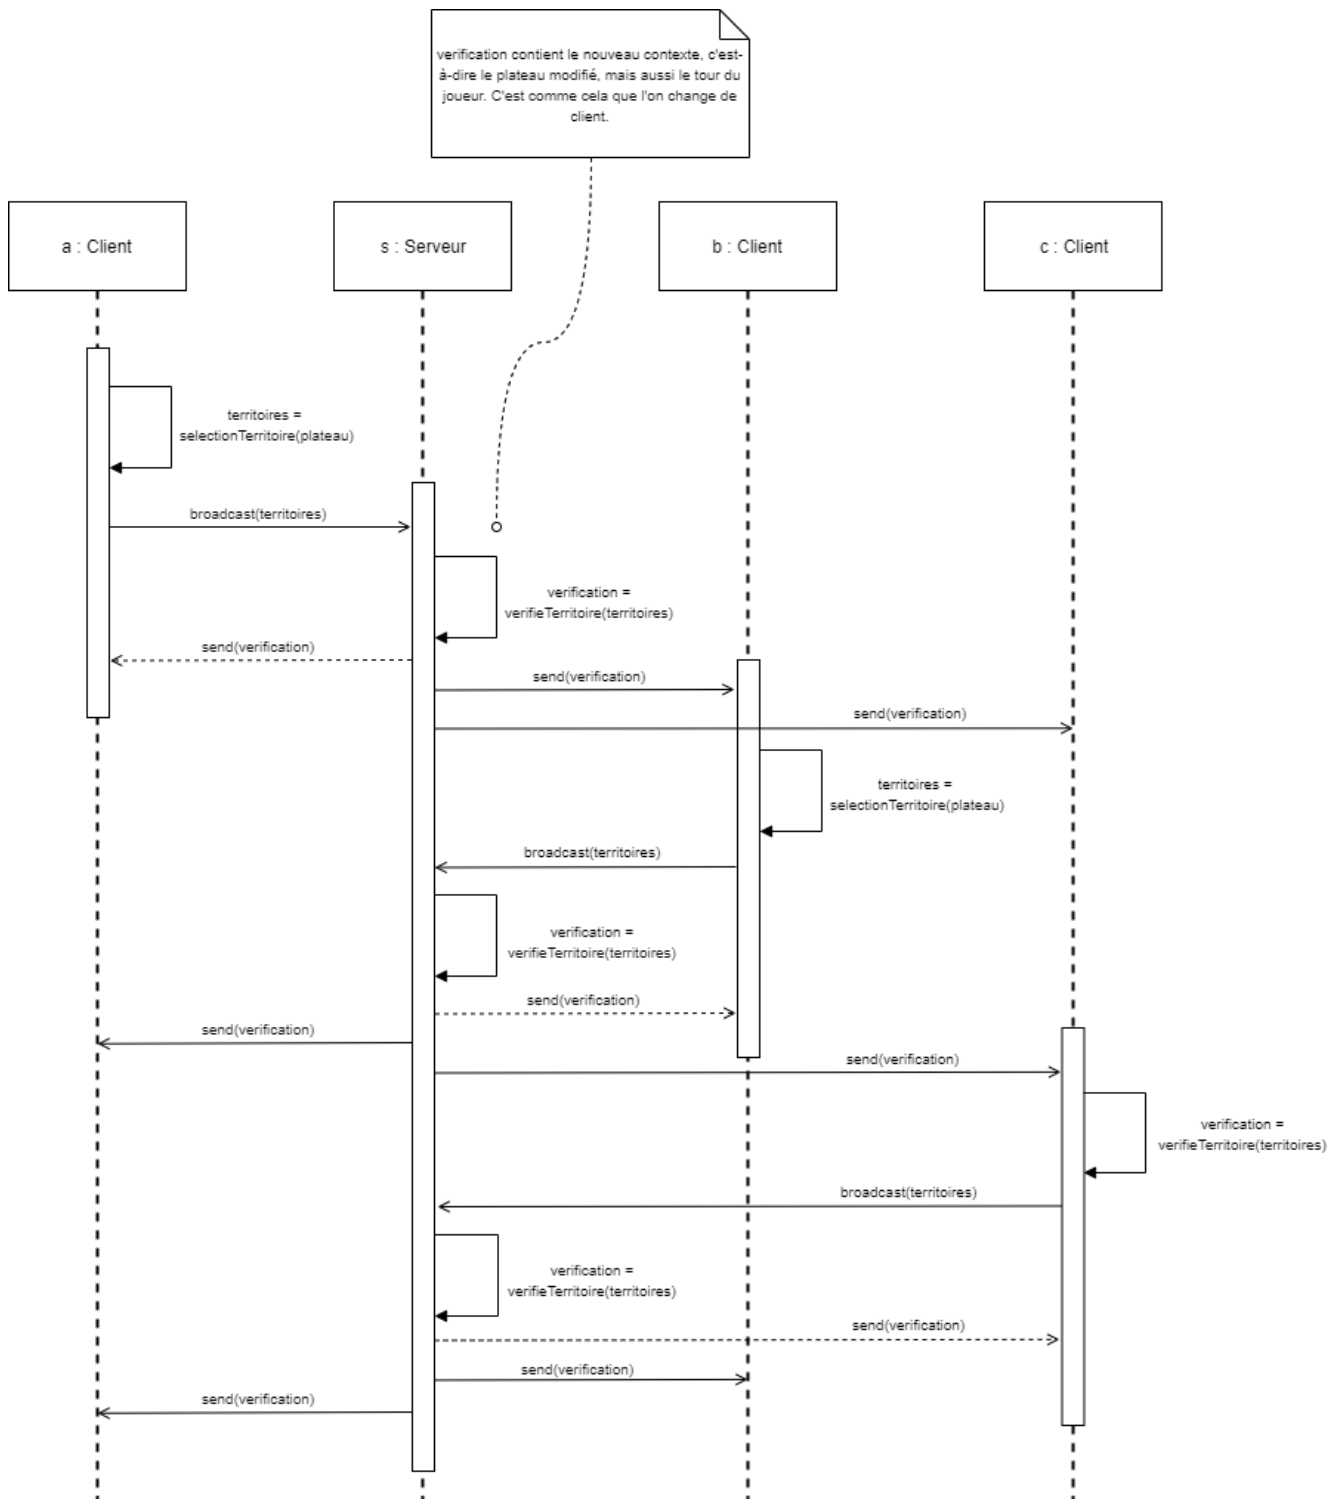 verification contient le nouveau contexte, c'est-
à-dire le plateau modifié, mais aussi le tour du
joueur. C'est comme cela que l'on change de
client.
a : Client
s : Serveur
b : Client
c : Client
territoires =
selectionTerritoire(plateau)
broadcast(territoires)
verification =
verifieTerritoire(territoires)
send(verification)
send(verification)
send(verification)
territoires =
selectionTerritoire(plateau)
broadcast(territoires)
verification =
verifieTerritoire(territoires)
send(verification)
send(verification)
send(verification)
verification =
verifieTerritoire(territoires)
broadcast(territoires)
verification =
verifieTerritoire(territoires)
send(verification)
send(verification)
send(verification)